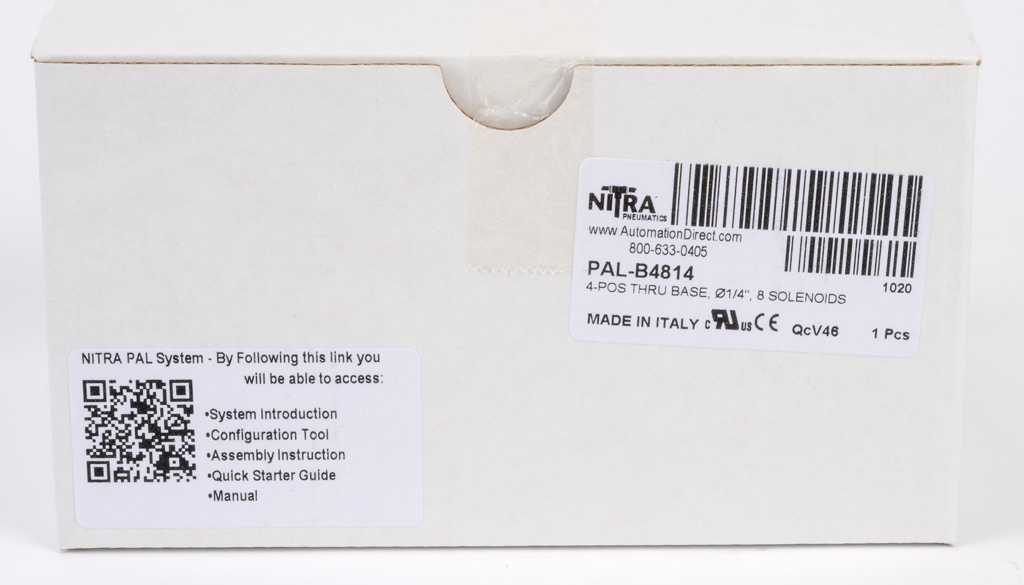 NITRA
PNEUMATICS
www.AutomationDirect.com
800-633-0405
PAL-B4814
1020
4-POS THRU BASE, Ø1/4", 8 SOLENOIDS
MADE IN ITALY c RU us CE QcV46 1 Pcs
NITRA PAL System - By Following this link you
will be able to access:
•System Introduction
•Configuration Tool
•Assembly Instruction
•Quick Starter Guide
•Manual